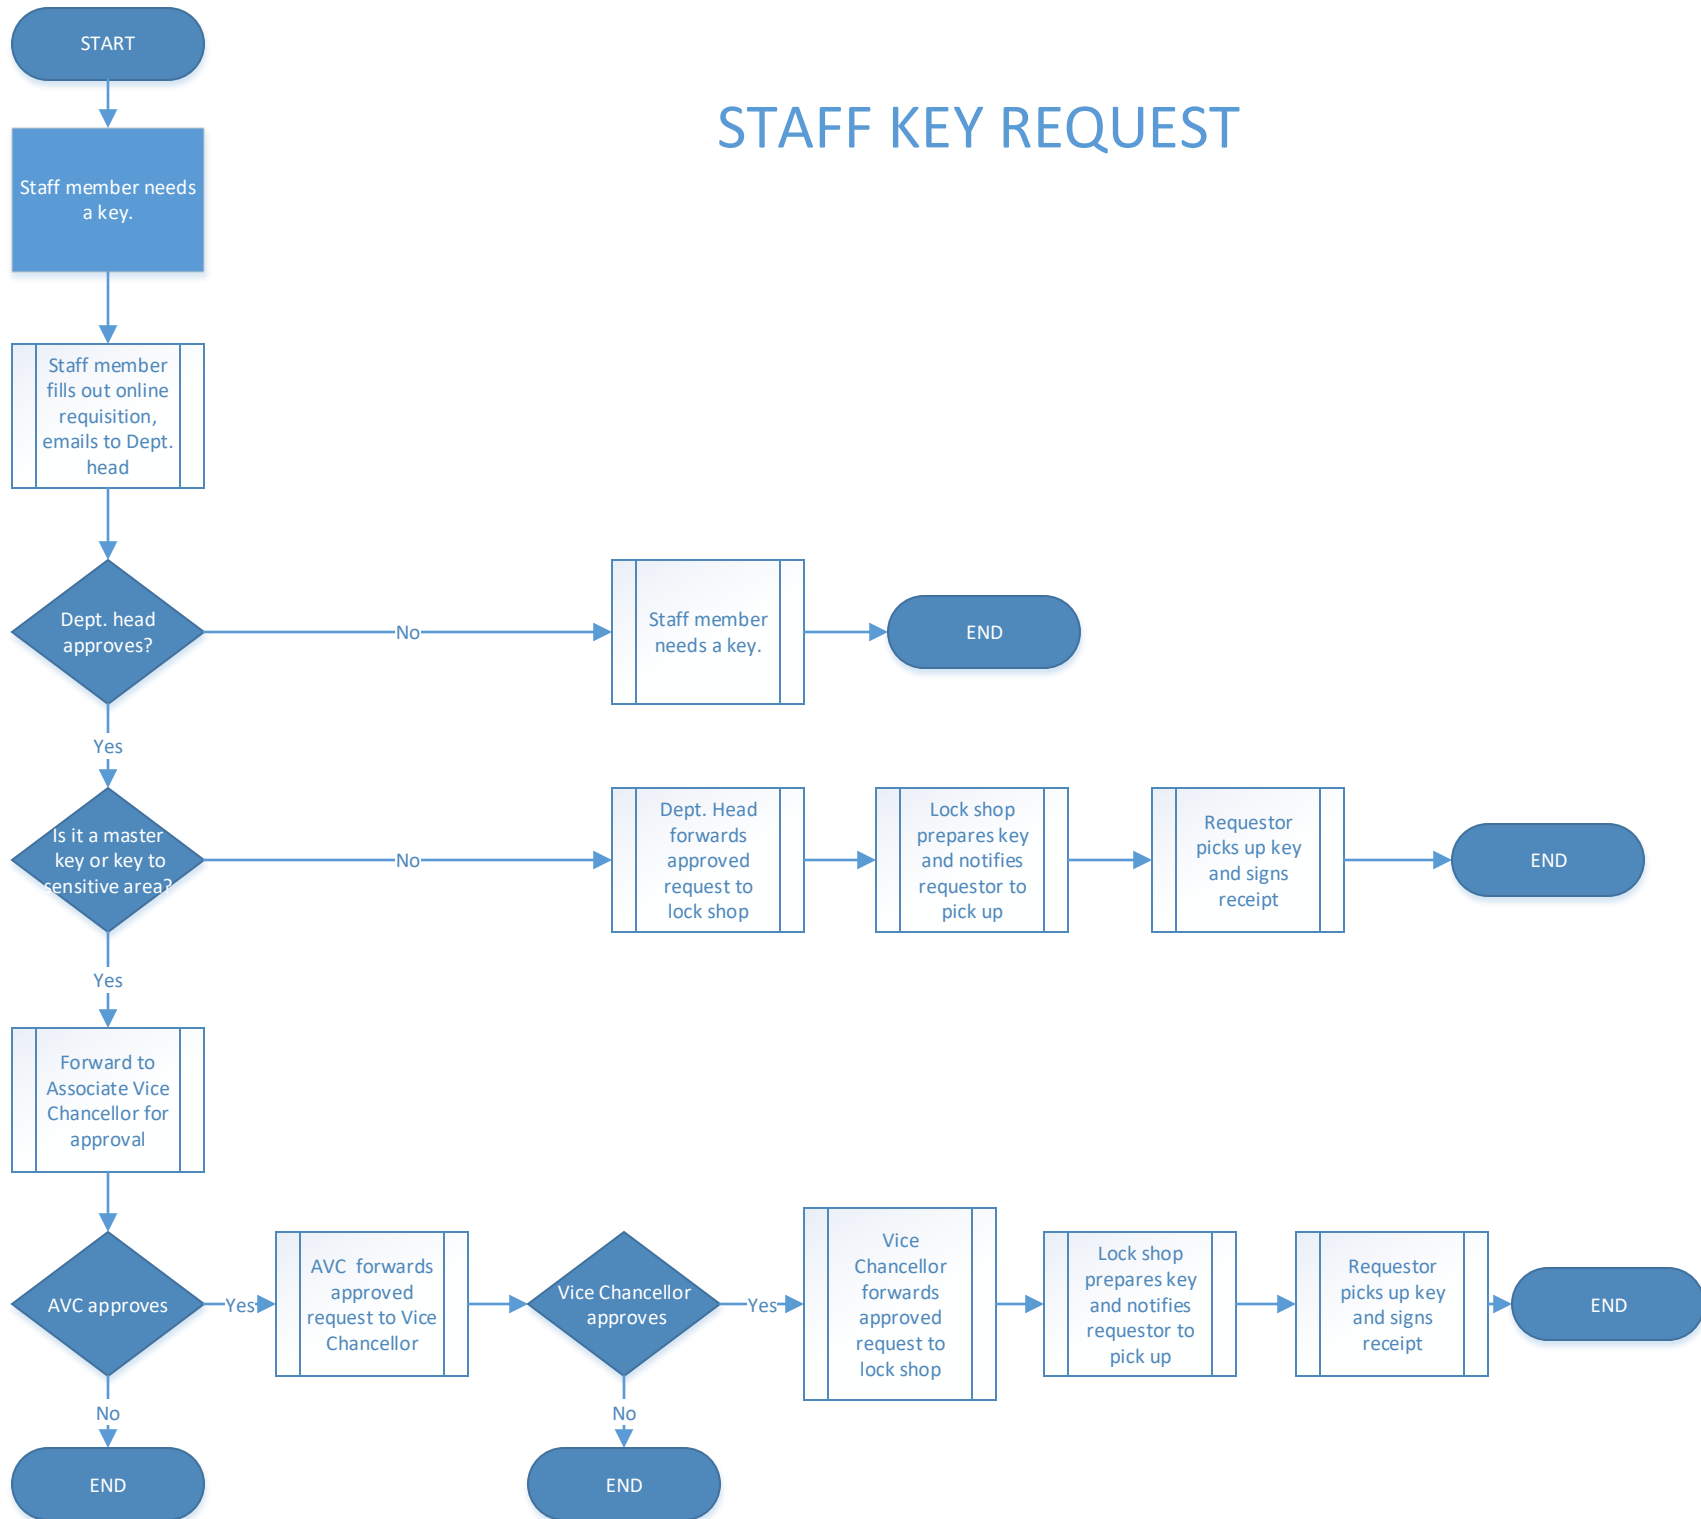 START
STAFF KEY REQUEST
Staff member needs
a key.
Staff member
fills out online
requisition,
emails to Dept.
head
Dept. head
approves?
No
Staff member
needs a key.
END
Yes
Is it a master
key or key to
sensitive area?
No
Dept. Head
forwards
approved
request to
lock shop
Lock shop
prepares key
and notifies
requestor to
pick up
Requestor
picks up key
and signs
receipt
END
Yes
Forward to
Associate Vice
Chancellor for
approval
AVC approves
Yes
AVC forwards
approved
request to Vice
Chancellor
Vice Chancellor
approves
Yes
Vice
Chancellor
forwards
approved
request to
lock shop
Lock shop
prepares key
and notifies
requestor to
pick up
Requestor
picks up key
and signs
receipt
END
No
No
END
END